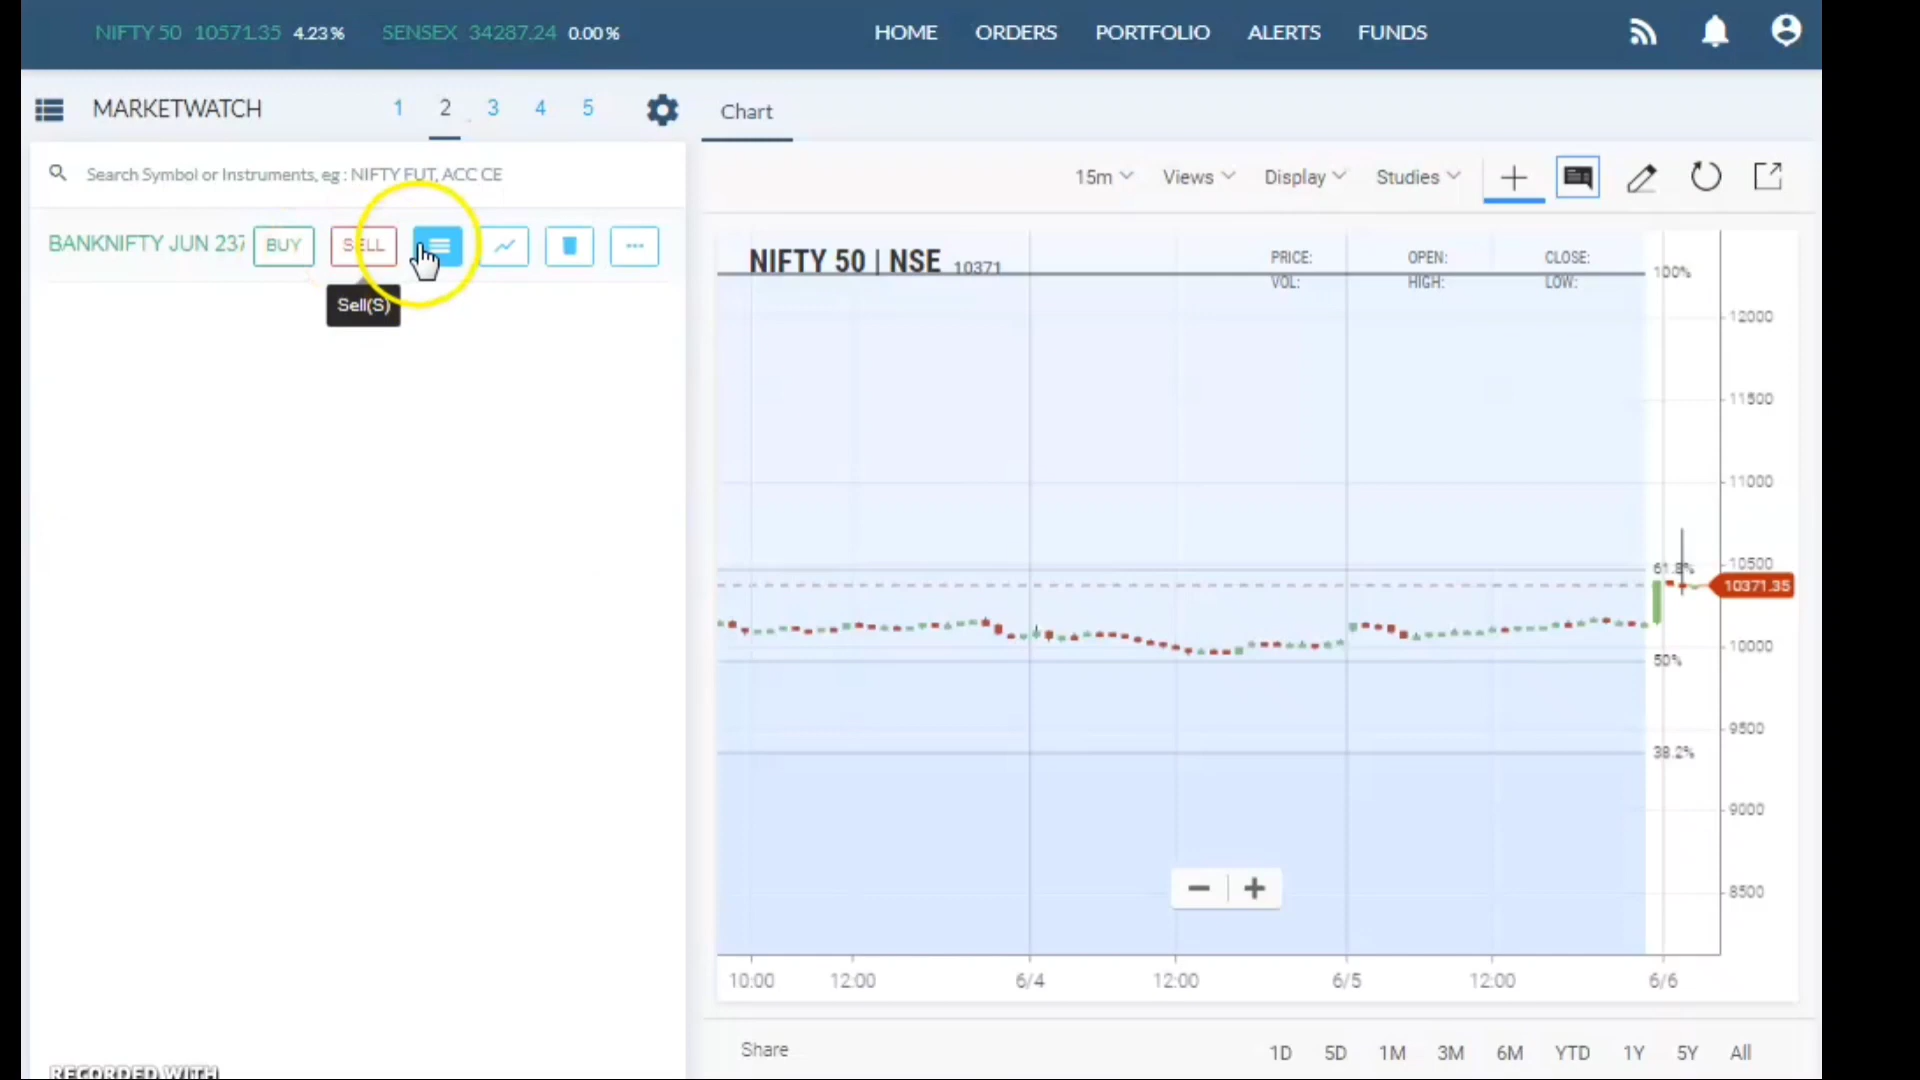 NIFTY 50 10571.35 4.23% SENSEX 34287.24 0.00% HOME ORDERS PORTFOLIO ALERTS FUNDS
MARKETWATCH 1 2 3 4 5 Chart
Search Symbol or Instruments, eg : NIFTY FUT, ACC CE
15m Views Display Studies
BANKNIFTY JUN 237 BUY SELL
Sell(S)
NIFTY 50 | NSE 10371
PRICE: OPEN: CLOSE:
VOL: HIGH: LOW:
100%
12000
11500
11000
10500
61.8%
10371.35
10000
50%
9500
38.2%
9000
8500
10:00 12:00 6/4 12:00 6/5 12:00 6/6
Share 1D 5D 1M 3M 6M YTD 1Y 5Y All
RECORDED WITH